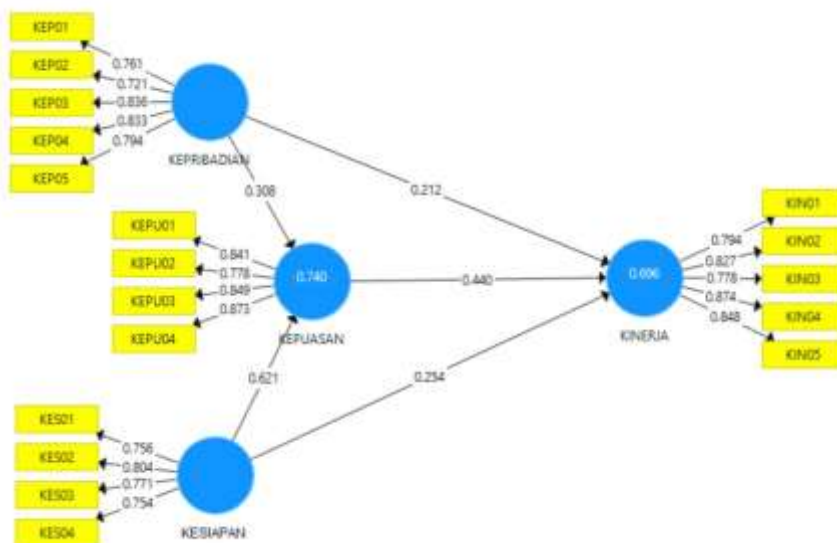 KEP01
KEP02
KEP03
KEP04
KEP05
0.761
0.721
0.836
0.833
0.794
KEPRIBADIAN
0.308
0.212
KEPU01
KEPU02
KEPU03
KEPU04
0.841
0.778
0.849
0.873
0.740
KEPUASAN
0.440
KIN01
KIN02
KIN03
KIN04
KIN05
0.794
0.827
0.778
0.874
0.848
0.696
KINERJA
0.621
0.234
KES01
KES02
KES03
KES04
0.756
0.804
0.771
0.754
KESIAPAN